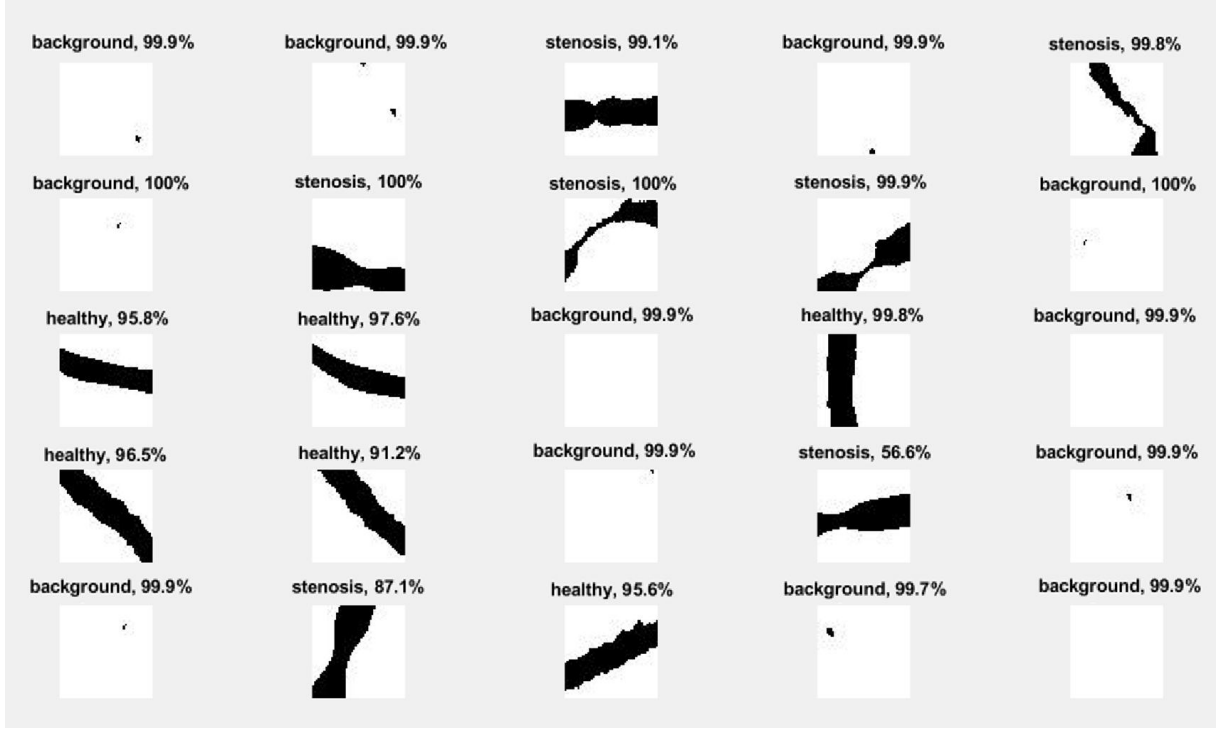 background, 99.9%
background, 99.9%
stenosis, 99.1%
background, 99.9%
stenosis, 99.8%
background, 100%
stenosis, 100%
stenosis, 100%
stenosis, 99.9%
background, 100%
healthy, 95.8%
healthy, 97.6%
background, 99.9%
healthy, 99.8%
background, 99.9%
healthy, 96.5%
healthy, 91.2%
background, 99.9%
stenosis, 56.6%
background, 99.9%
background, 99.9%
stenosis, 87.1%
healthy, 95.6%
background, 99.7%
background, 99.9%